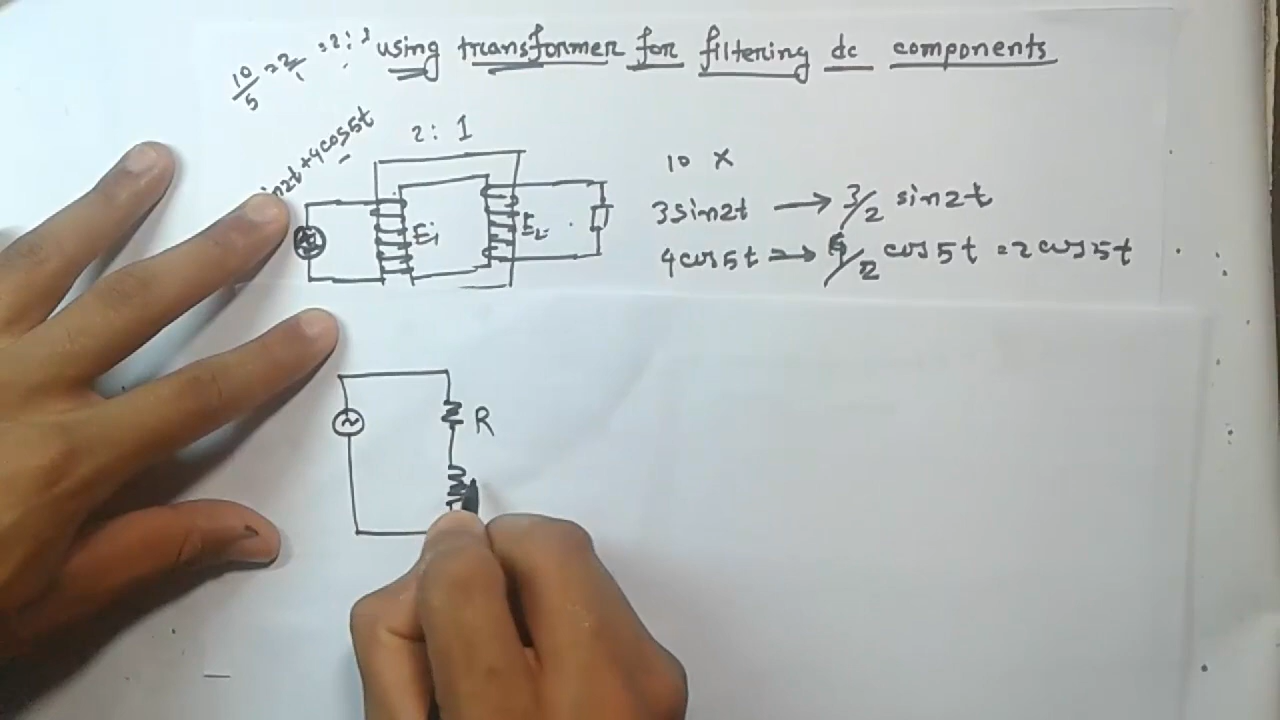 using transformer for filtering dc components
10/5 = 2/1 = 2:
in2t+4cos5t
2: 1
E1
E2
10 X
3sin2t → 3/2 sin2t
4cos5t → 4/2 cos5t = 2cos5t
~
R